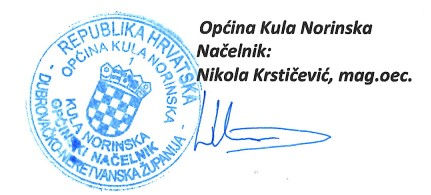 Općina Kula Norinska
Načelnik:
Nikola Krstičević, mag.oec.
REPUBLIKA HRVATSKA
DUBROVAČKO-NERETVANSKA ŽUPANIJA
OPĆINA KULA NORINSKA
1
KULA NORINSKA
OPĆINSKI NAČELNIK